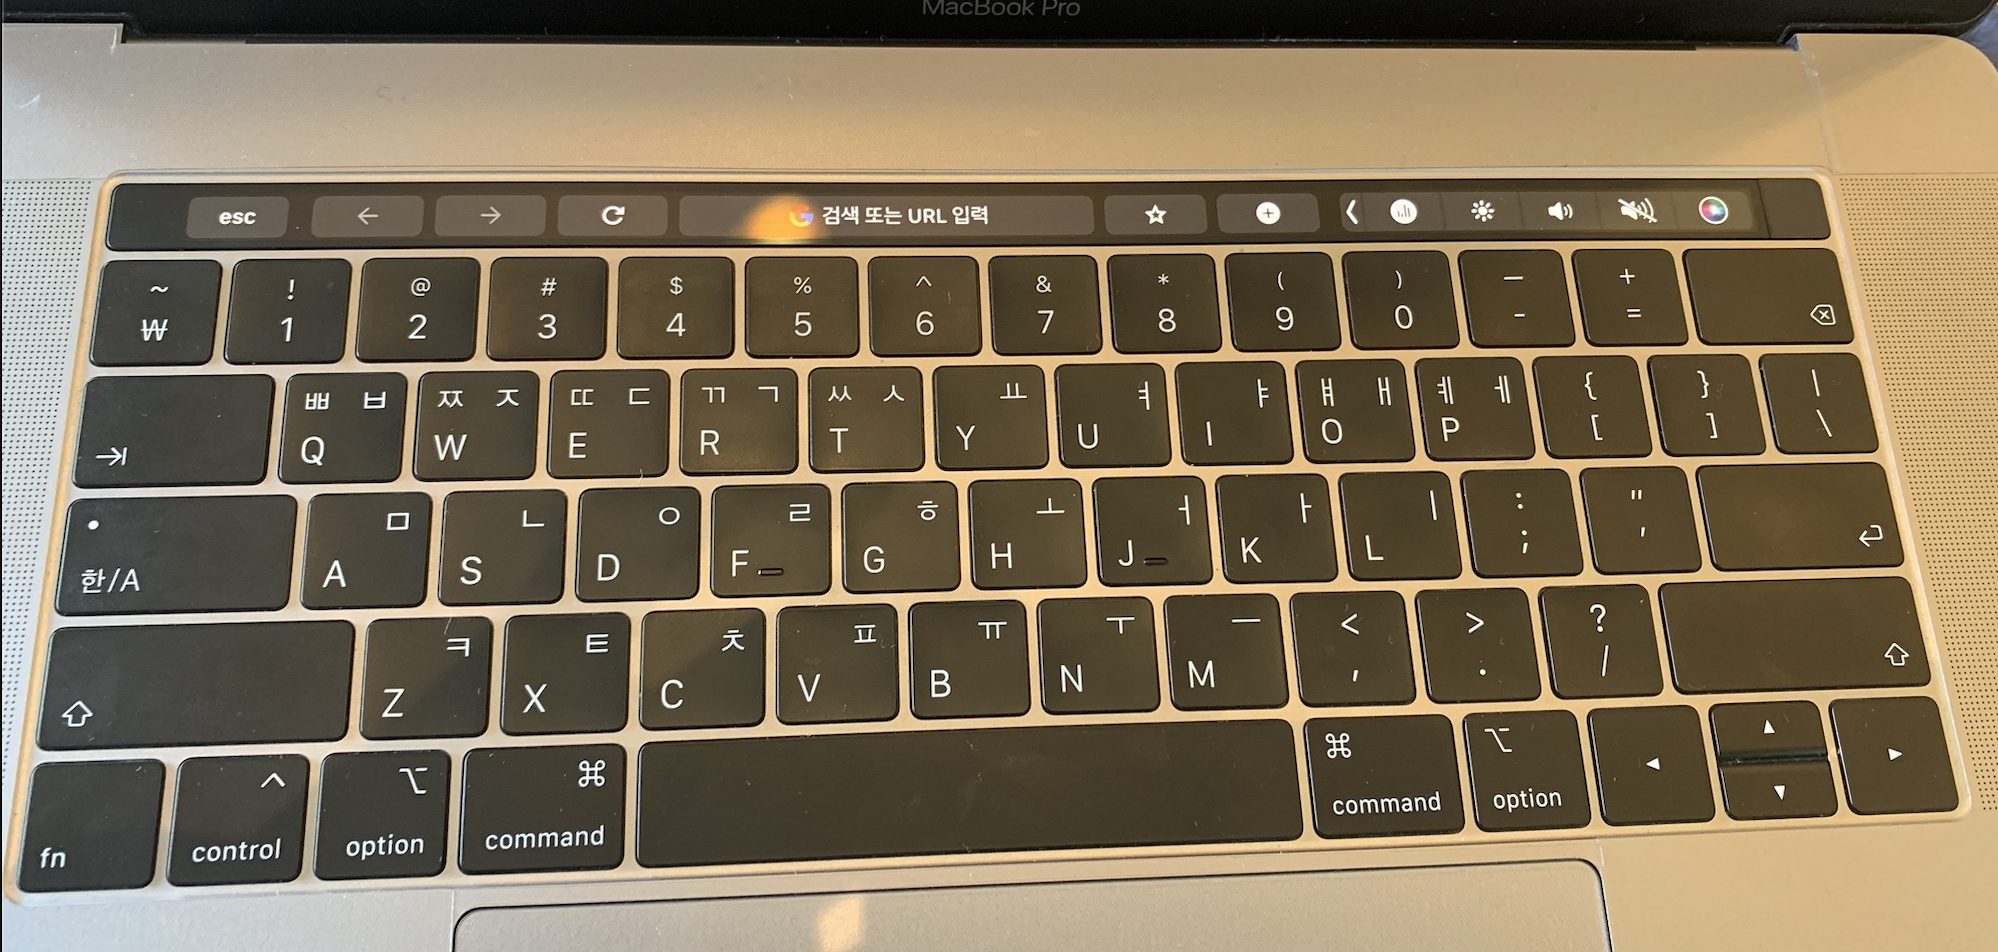 MacBook Pro
esc ← → 검색 또는 URL 입력
~ ! @ # $ % ^ & * ( ) — +
₩ 1 2 3 4 5 6 7 8 9 0 - =
ㅃ ㅂ ㅉ ㅈ ㄸ ㄷ ㄲ ㄱ ㅆ ㅅ ㅛ ㅕ ㅑ ㅒ ㅐ ㅖ ㅔ { } |
Q W E R T Y U I O P [ ] \
ㅁ ㄴ ㅇ ㄹ ㅎ ㅗ ㅓ ㅏ ㅣ : "
한/A A S D F G H J K L ; '
ㅋ ㅌ ㅊ ㅍ ㅠ ㅜ ㅡ < > ?
Z X C V B N M , . /
^ ⌥ ⌘ ⌘ ⌥ ▲
fn control option command command option ◀ ▼ ▶